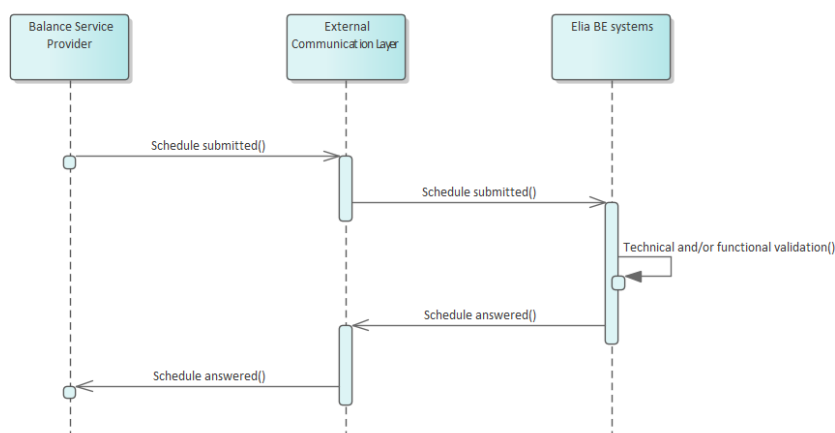 Balance Service
Provider
External
Communication Layer
Elia BE systems
Schedule submitted()
Schedule submitted()
Technical and/or functional validation()
Schedule answered()
Schedule answered()